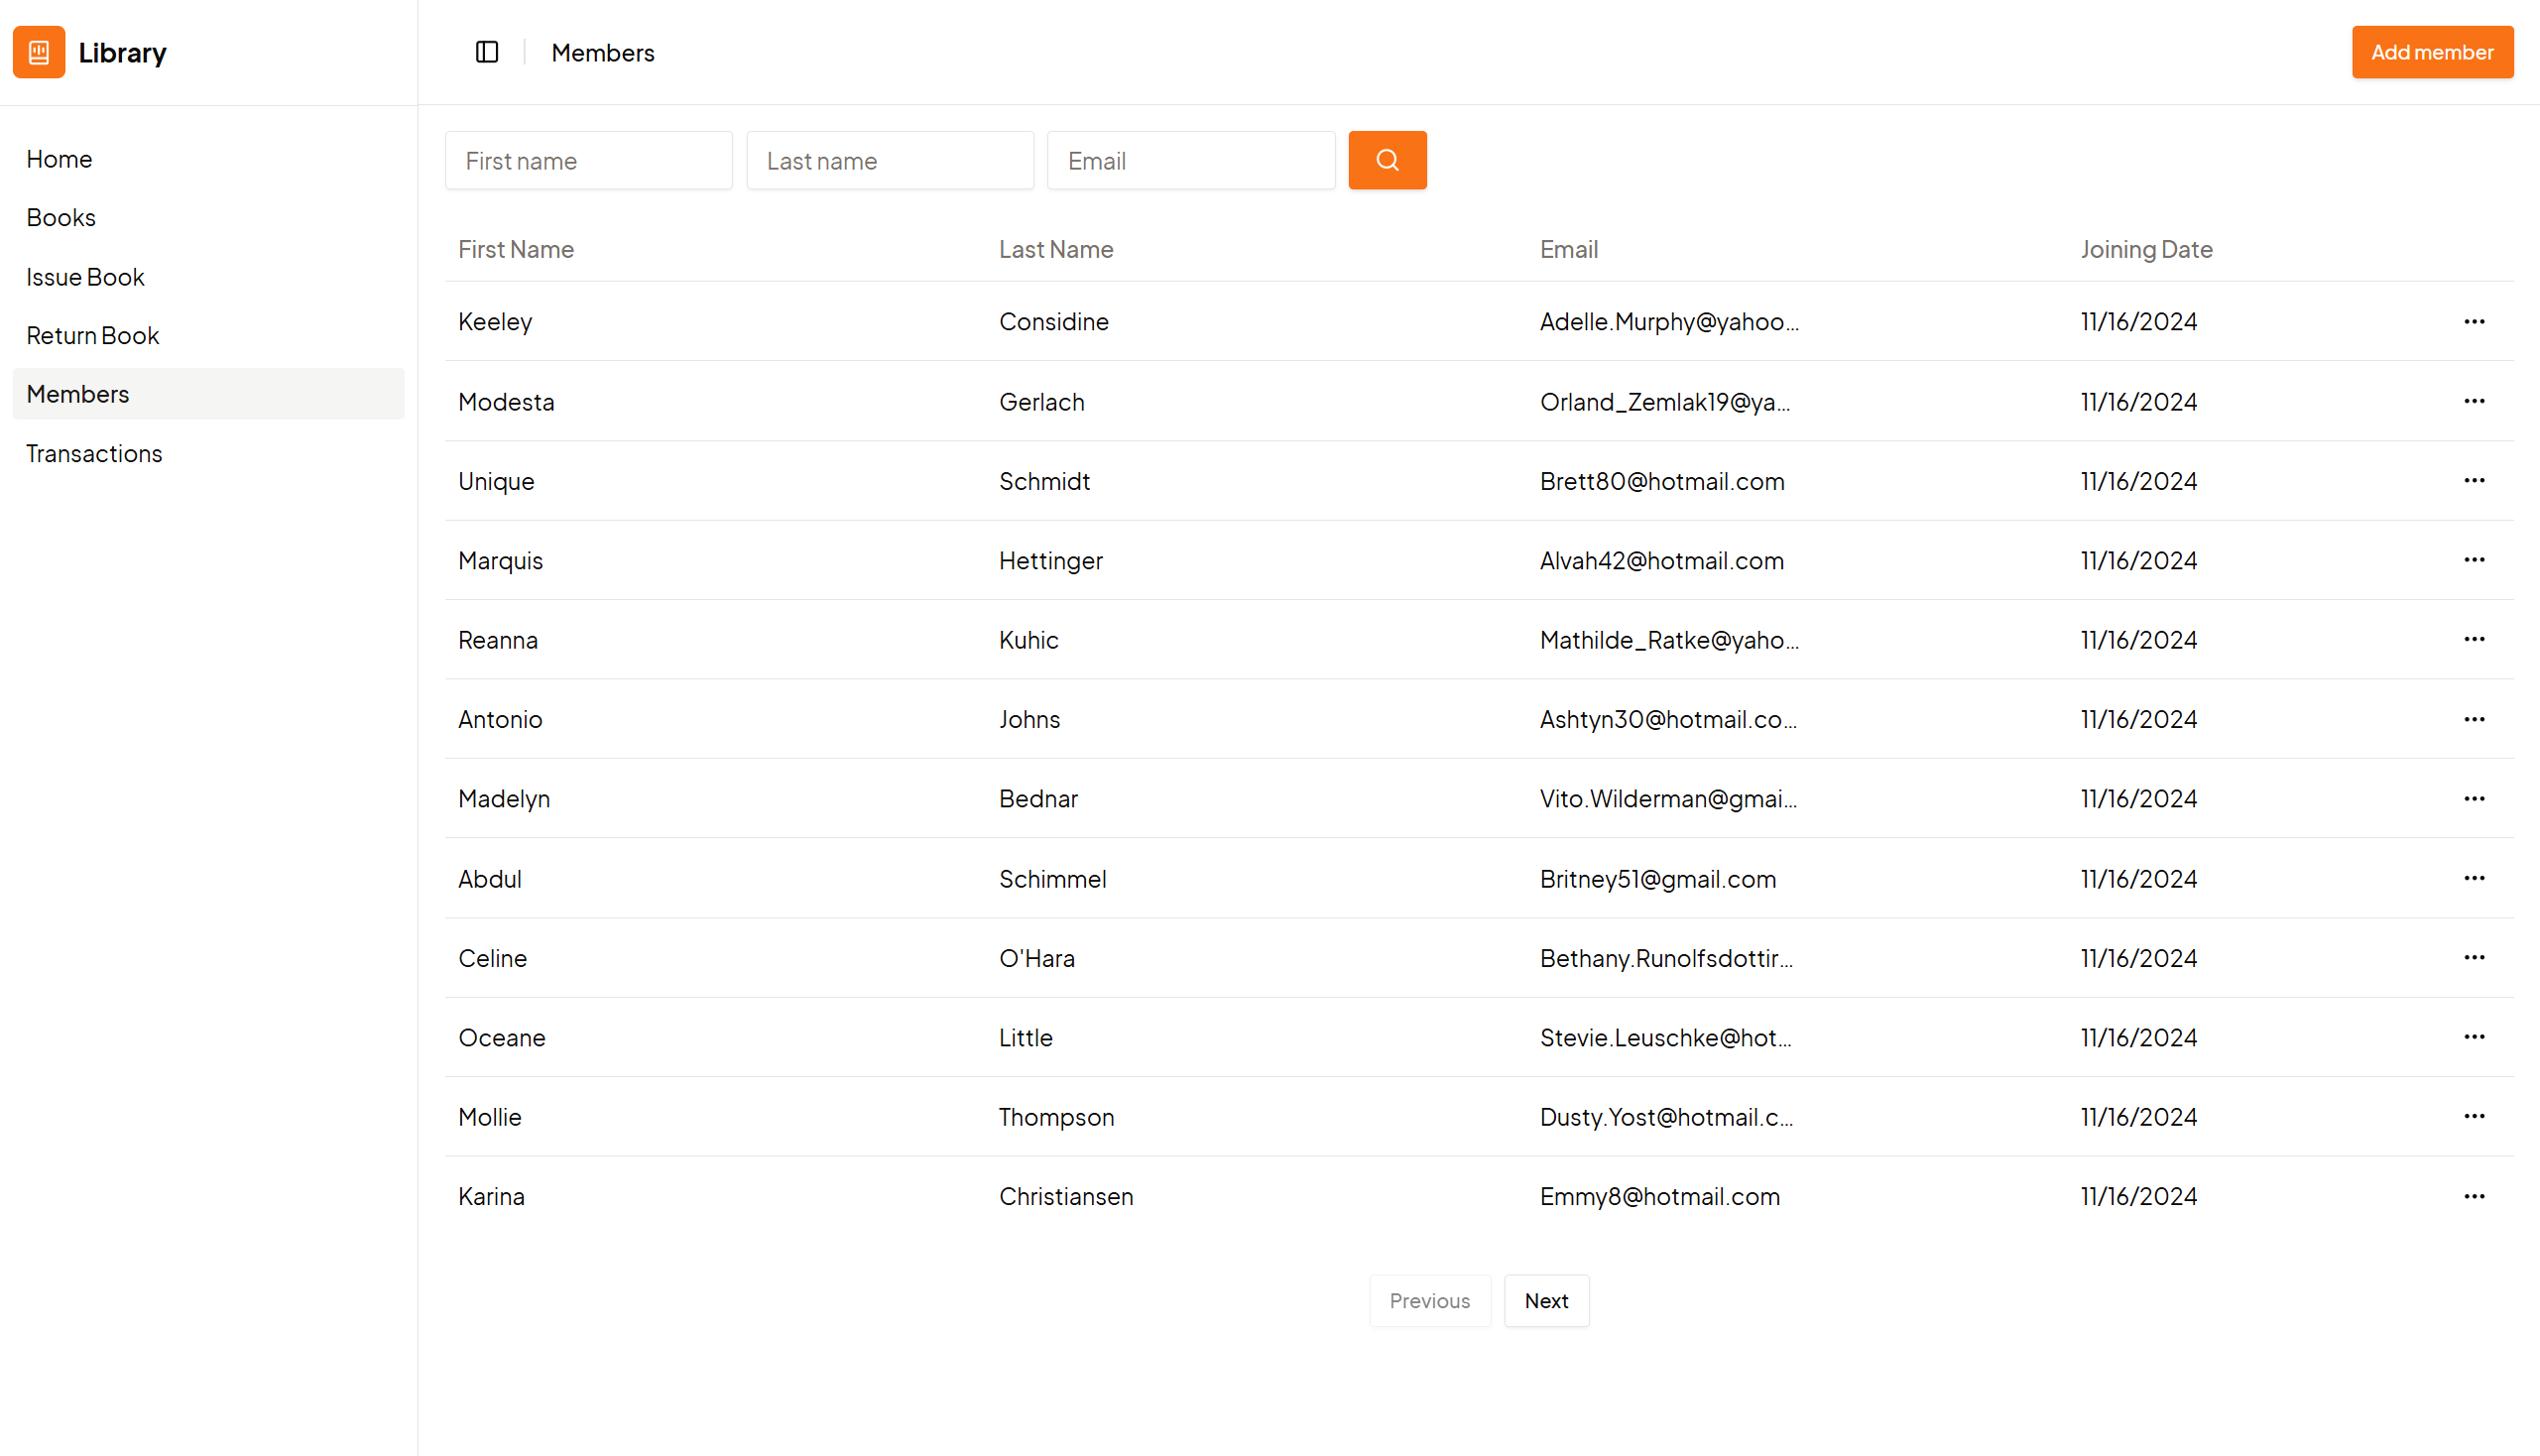 Library
Home
Books
Issue Book
Return Book
Members
Transactions
Members
Add member
First name Last name Email
First Name Last Name Email Joining Date
Keeley Considine Adelle.Murphy@yahoo... 11/16/2024
Modesta Gerlach Orland_Zemlak19@ya... 11/16/2024
Unique Schmidt Brett80@hotmail.com 11/16/2024
Marquis Hettinger Alvah42@hotmail.com 11/16/2024
Reanna Kuhic Mathilde_Ratke@yaho... 11/16/2024
Antonio Johns Ashtyn30@hotmail.co... 11/16/2024
Madelyn Bednar Vito.Wilderman@gmai... 11/16/2024
Abdul Schimmel Britney51@gmail.com 11/16/2024
Celine O'Hara Bethany.Runolfsdottir... 11/16/2024
Oceane Little Stevie.Leuschke@hot... 11/16/2024
Mollie Thompson Dusty.Yost@hotmail.c... 11/16/2024
Karina Christiansen Emmy8@hotmail.com 11/16/2024
Previous Next